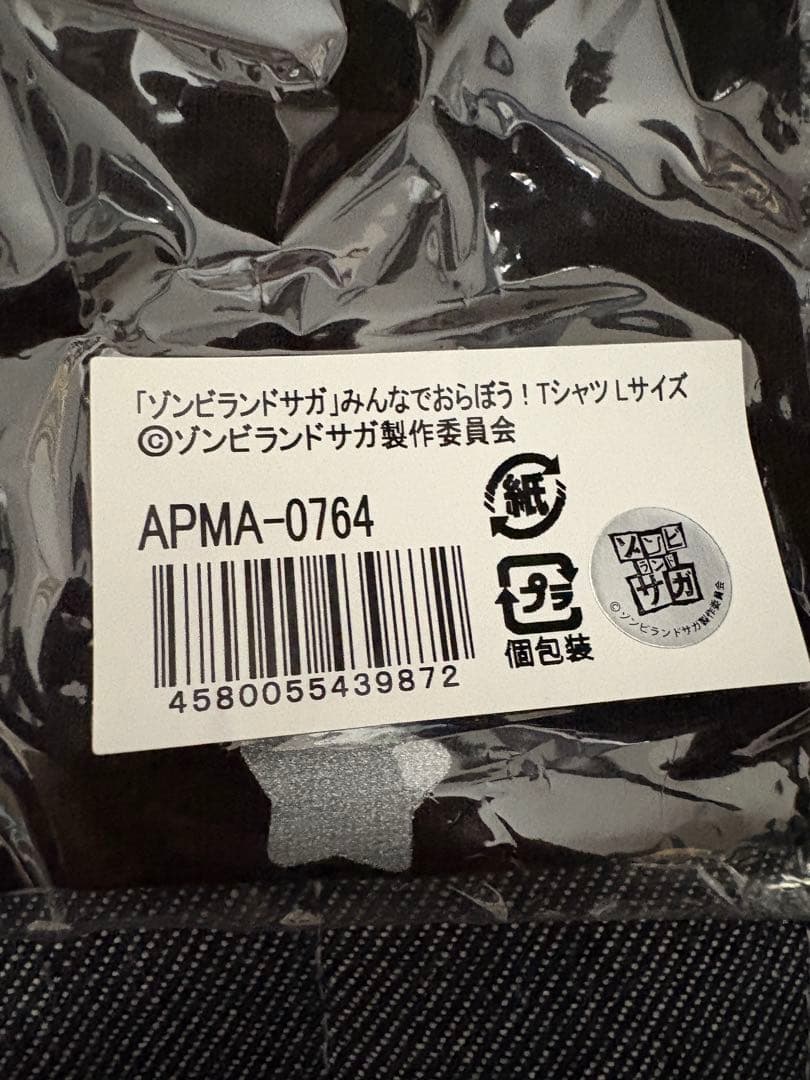 「ゾンビランドサガ」みんなでおらぼう！Tシャツ Lサイズ
©ゾンビランドサガ製作委員会
APMA-0764
4580055439872
紙
プラ
個包装
ゾンビ
ランド
サガ
©ゾンビランドサガ製作委員会